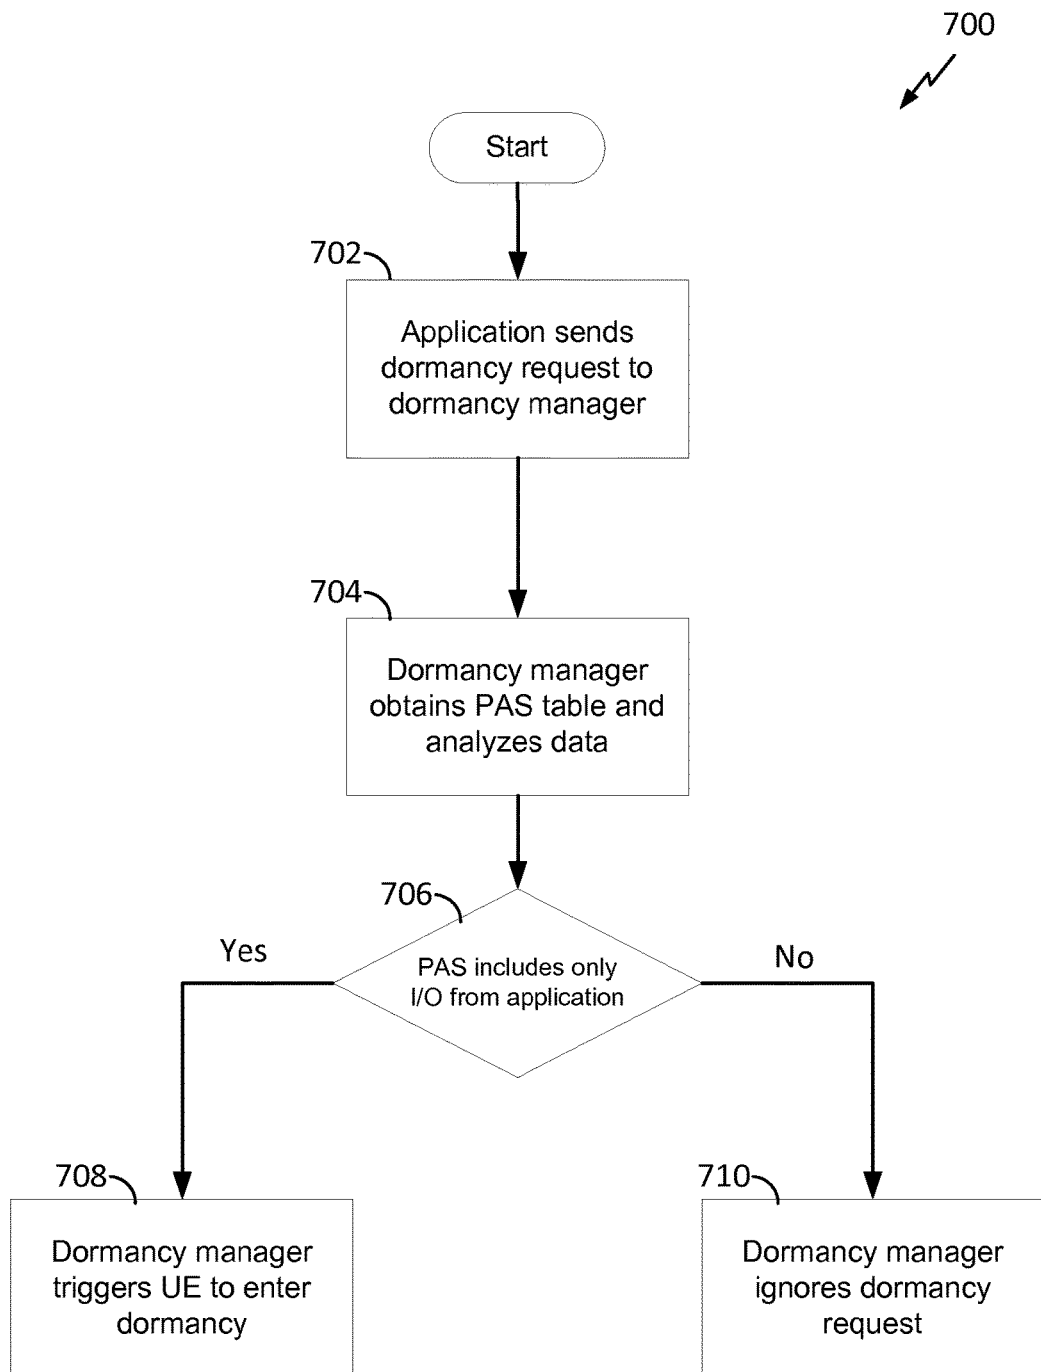 700
Start
702
Application sends
dormancy request to
dormancy manager
704
Dormancy manager
obtains PAS table and
analyzes data
706
Yes
PAS includes only
I/O from application
No
708
Dormancy manager
triggers UE to enter
dormancy
710
Dormancy manager
ignores dormancy
request